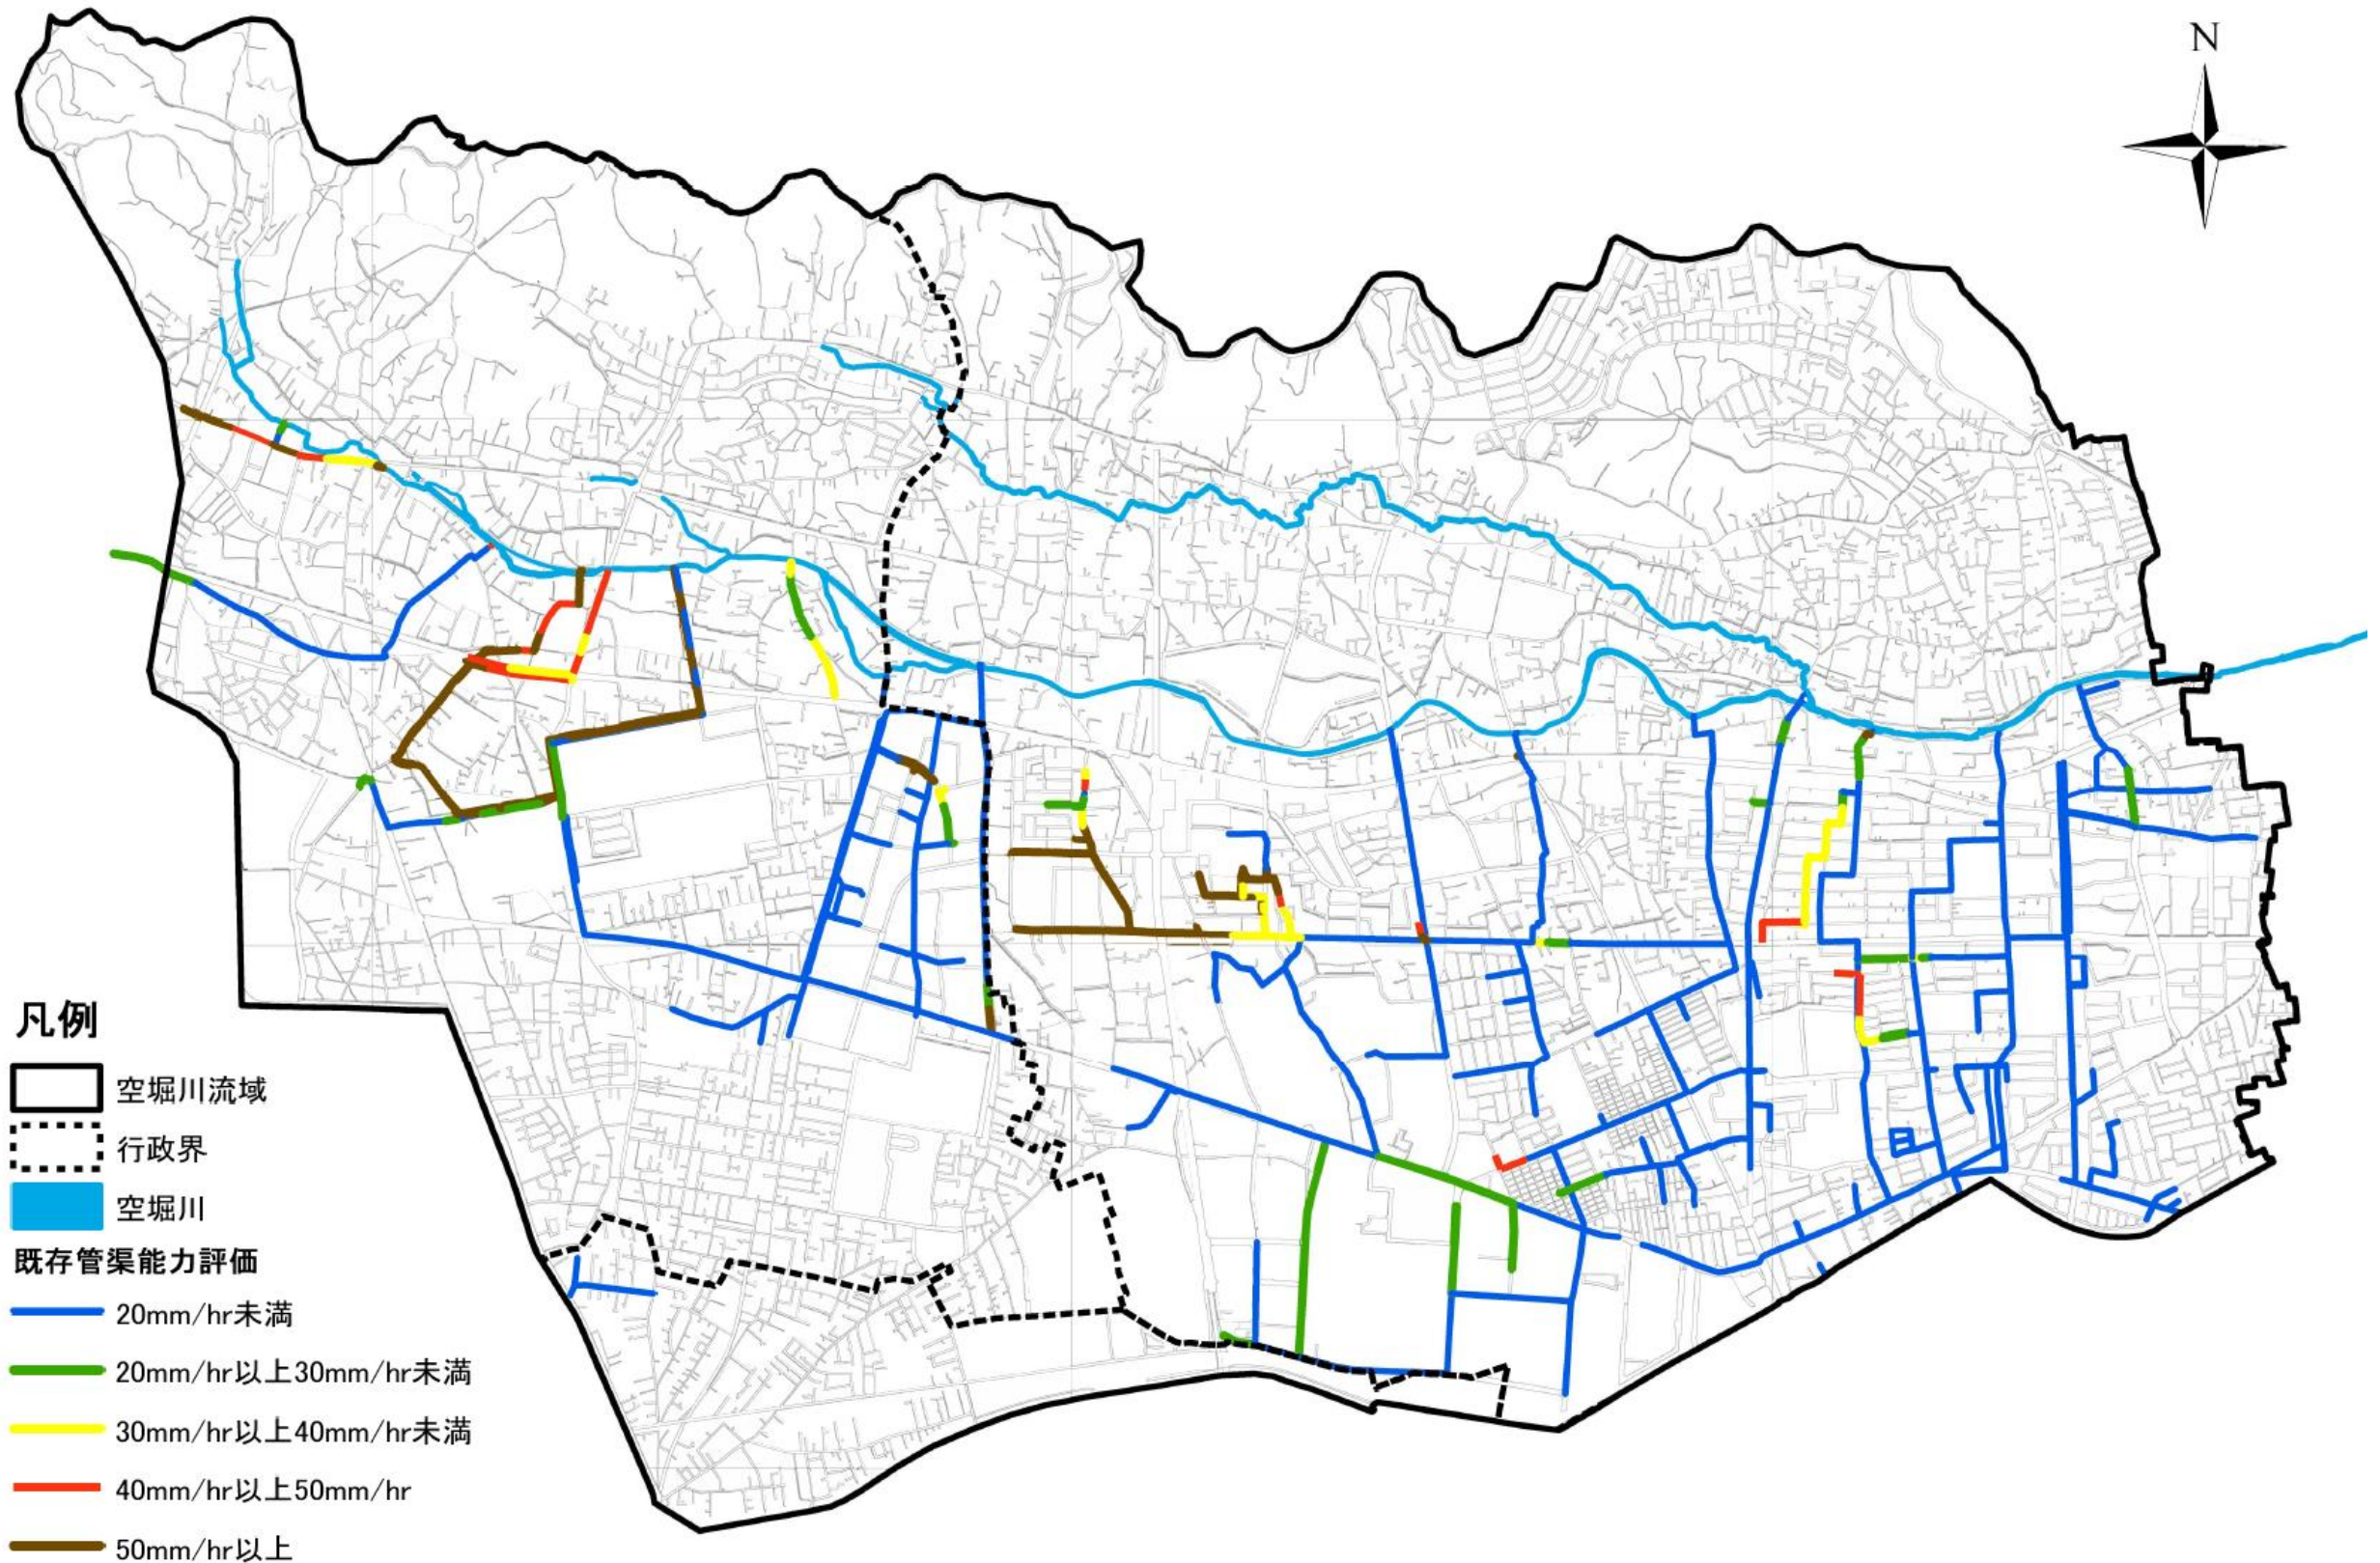 N
凡例
空堀川流域
行政界
空堀川
既存管渠能力評価
20mm/hr未満
20mm/hr以上30mm/hr未満
30mm/hr以上40mm/hr未満
40mm/hr以上50mm/hr
50mm/hr以上